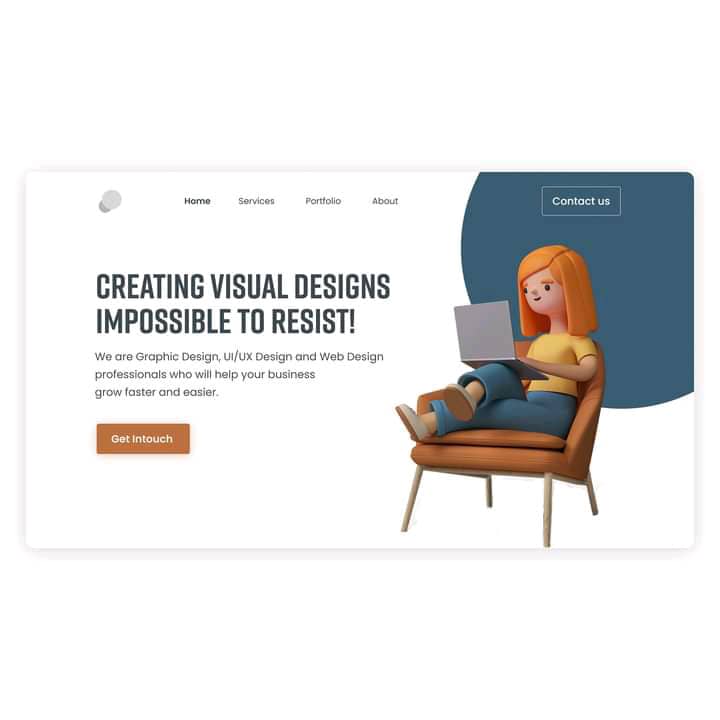 Home Services Portfolio About Contact us
CREATING VISUAL DESIGNS
IMPOSSIBLE TO RESIST!
We are Graphic Design, UI/UX Design and Web Design
professionals who will help your business
grow faster and easier.
Get Intouch